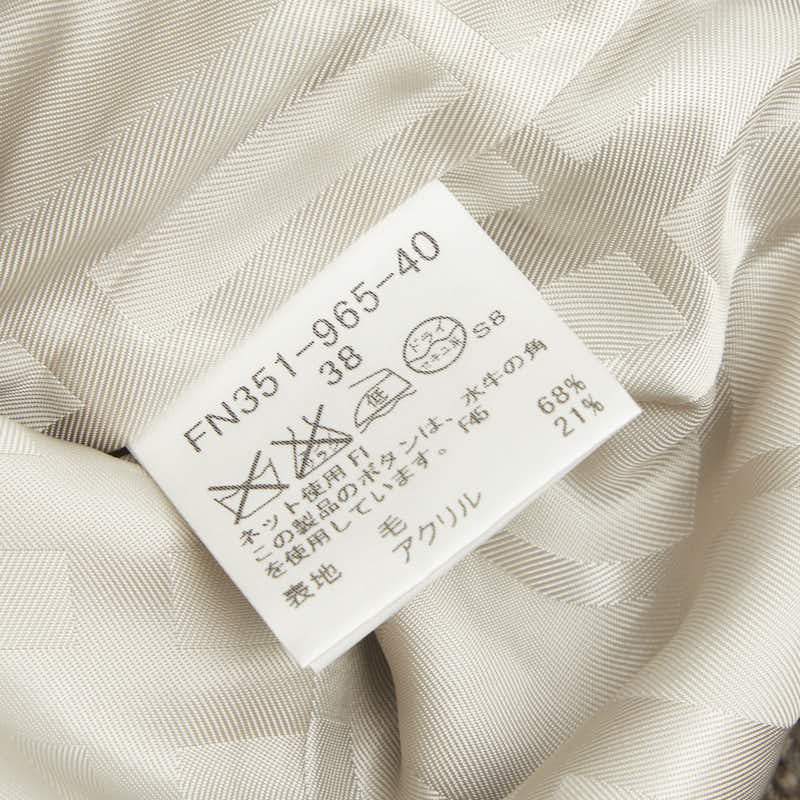 FN351-965-40
38
低
ドライ
セキユ系
S8
ネット使用 F1
この製品のボタンは、水牛の角
を使用しています。 F45
表地 毛 68%
アクリル 21%